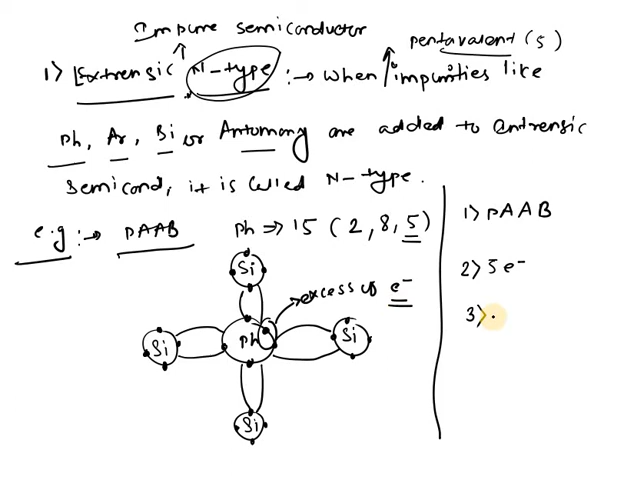 Impure semiconductor
pentavalent (5)
1) Extrensic N-type :→ when impurities like
Ph, Ar, Bi or Antomony are added to antrensic
semicond, it is called N-type.
e.g :→ PAAB Ph => 15 (2, 8, 5)
Si
excess of e⁻
Si Ph Si
Si
1) PAAB
2) 5 e⁻
3) .